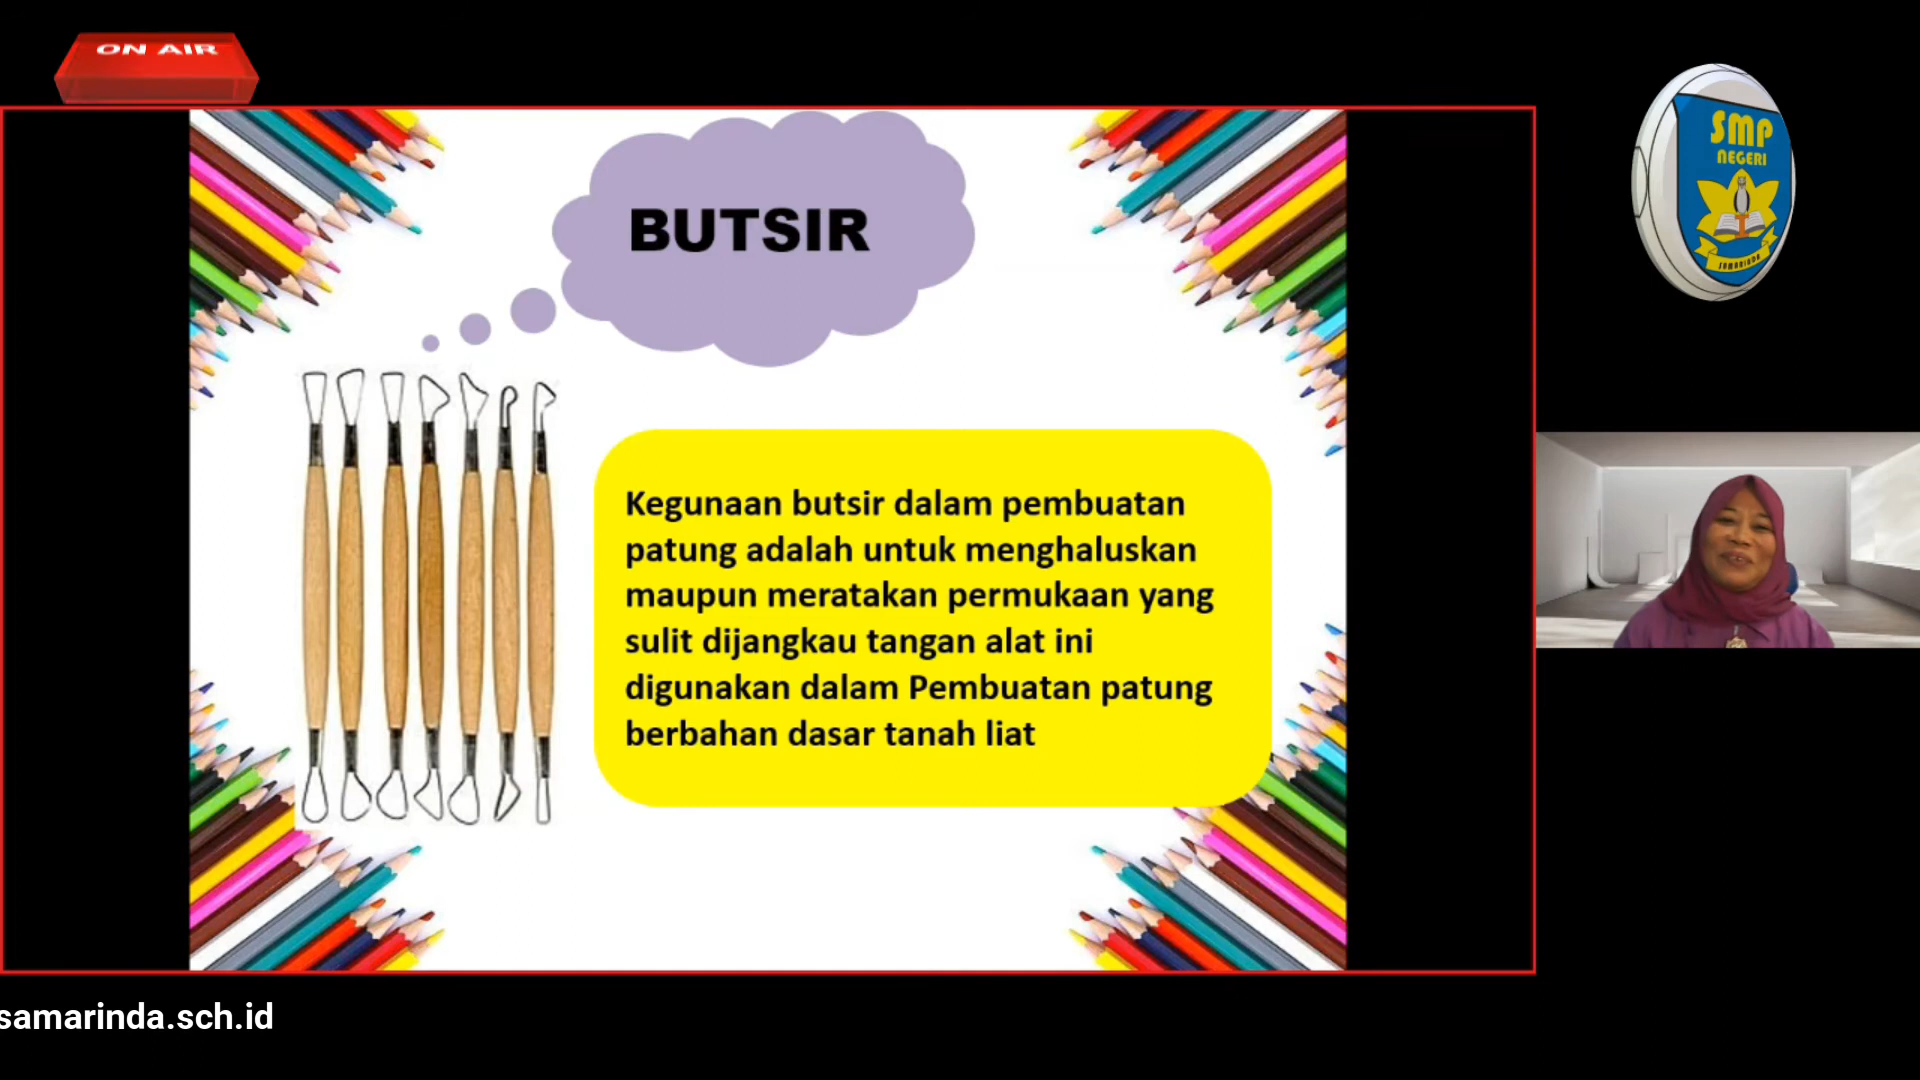 ON AIR
SMP
NEGERI
SAMARINDA
BUTSIR
Kegunaan butsir dalam pembuatan
patung adalah untuk menghaluskan
maupun meratakan permukaan yang
sulit dijangkau tangan alat ini
digunakan dalam Pembuatan patung
berbahan dasar tanah liat
samarinda.sch.id